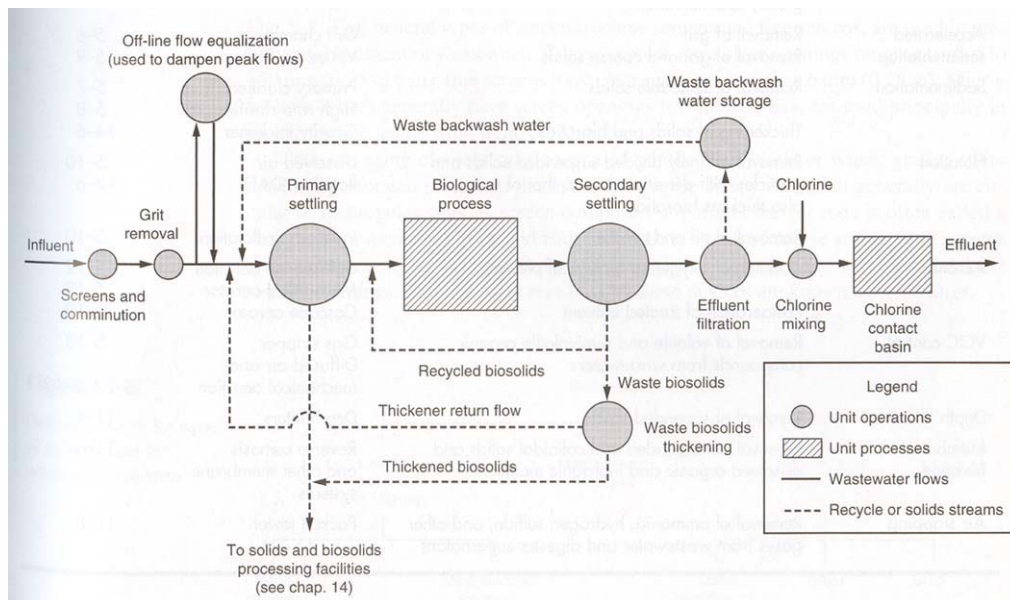 Off-line flow equalization
(used to dampen peak flows)
Waste backwash
water storage
Waste backwash water
Primary
settling
Biological
process
Secondary
settling
Chlorine
Grit
removal
Influent
Effluent
Screens and
comminution
Effluent
filtration
Chlorine
mixing
Chlorine
contact
basin
Recycled biosolids
Waste biosolids
Thickener return flow
Waste biosolids
thickening
Thickened biosolids
To solids and biosolids
processing facilities
(see chap. 14)
Legend
Unit operations
Unit processes
Wastewater flows
Recycle or solids streams